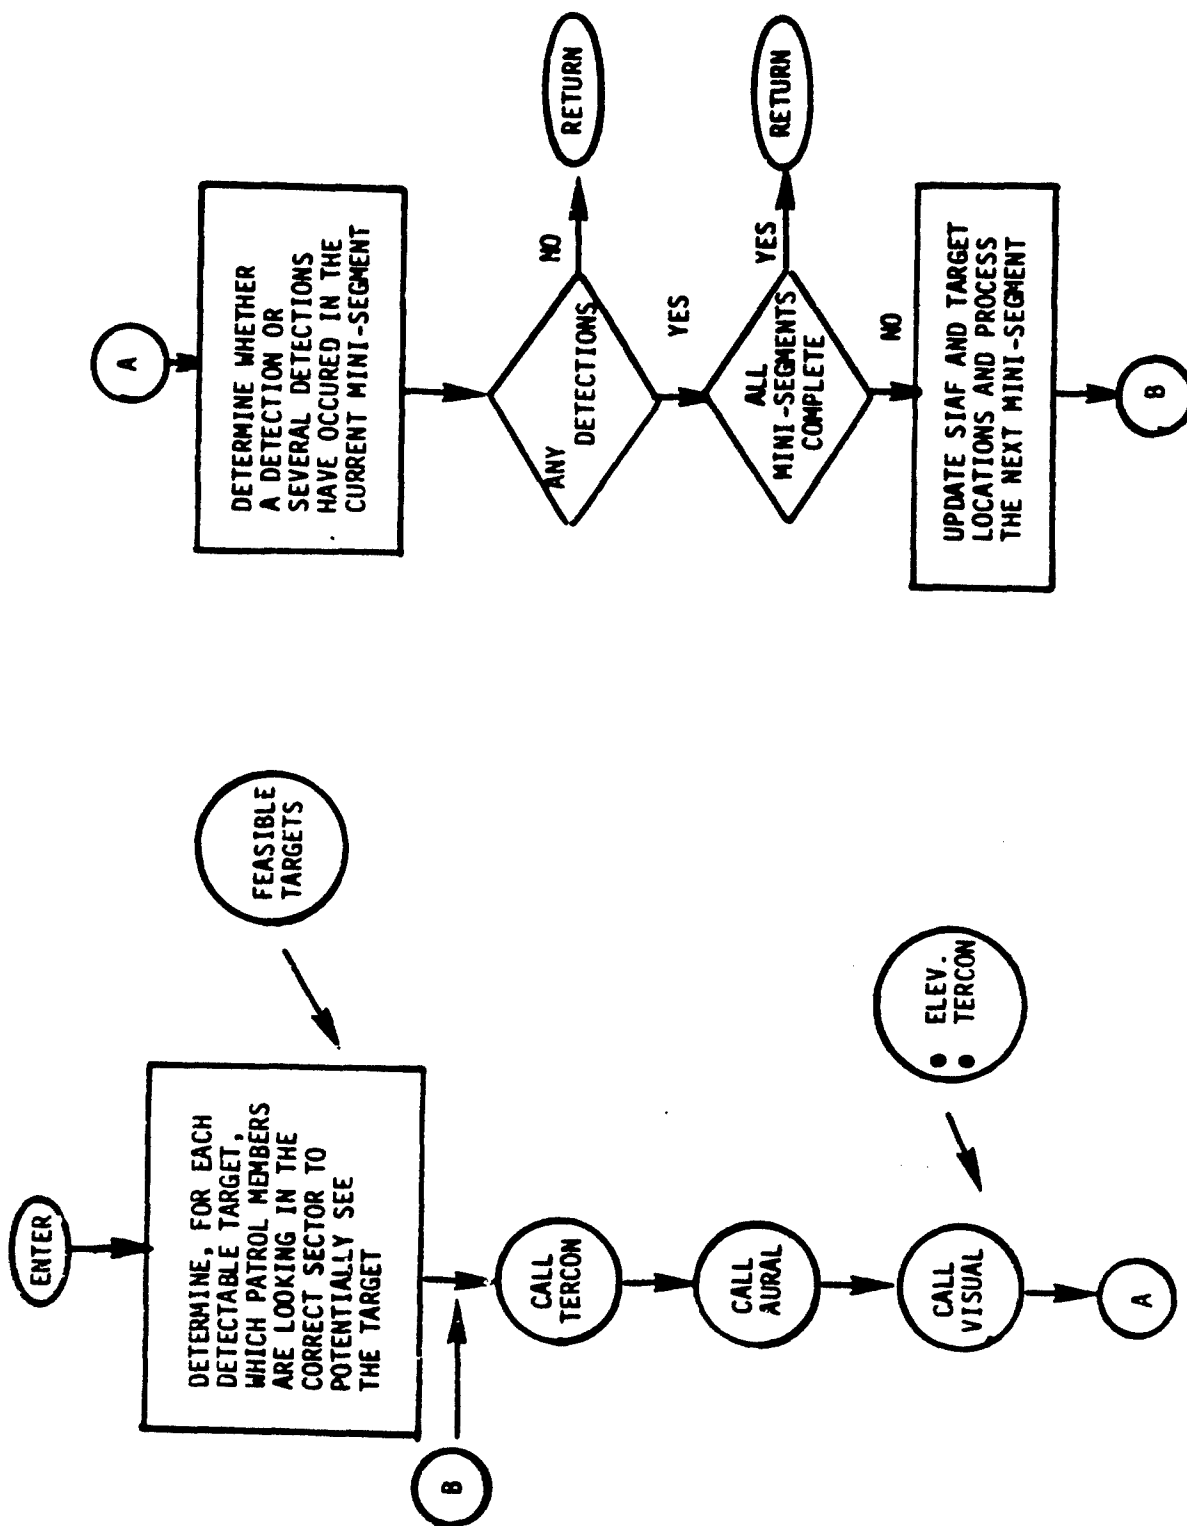 ENTER
DETERMINE, FOR EACH
DETECTABLE TARGET,
WHICH PATROL MEMBERS
ARE LOOKING IN THE
CORRECT SECTOR TO
POTENTIALLY SEE
THE TARGET
FEASIBLE
TARGETS
B
CALL
TERCON
CALL
AURAL
CALL
VISUAL
● ELEV.
● TERCON
A
A
DETERMINE WHETHER
A DETECTION OR
SEVERAL DETECTIONS
HAVE OCCURED IN THE
CURRENT MINI-SEGMENT
ANY
DETECTIONS
NO
RETURN
YES
ALL
MINI-SEGMENTS
COMPLETE
YES
RETURN
NO
UPDATE SIAF AND TARGET
LOCATIONS AND PROCESS
THE NEXT MINI-SEGMENT
B